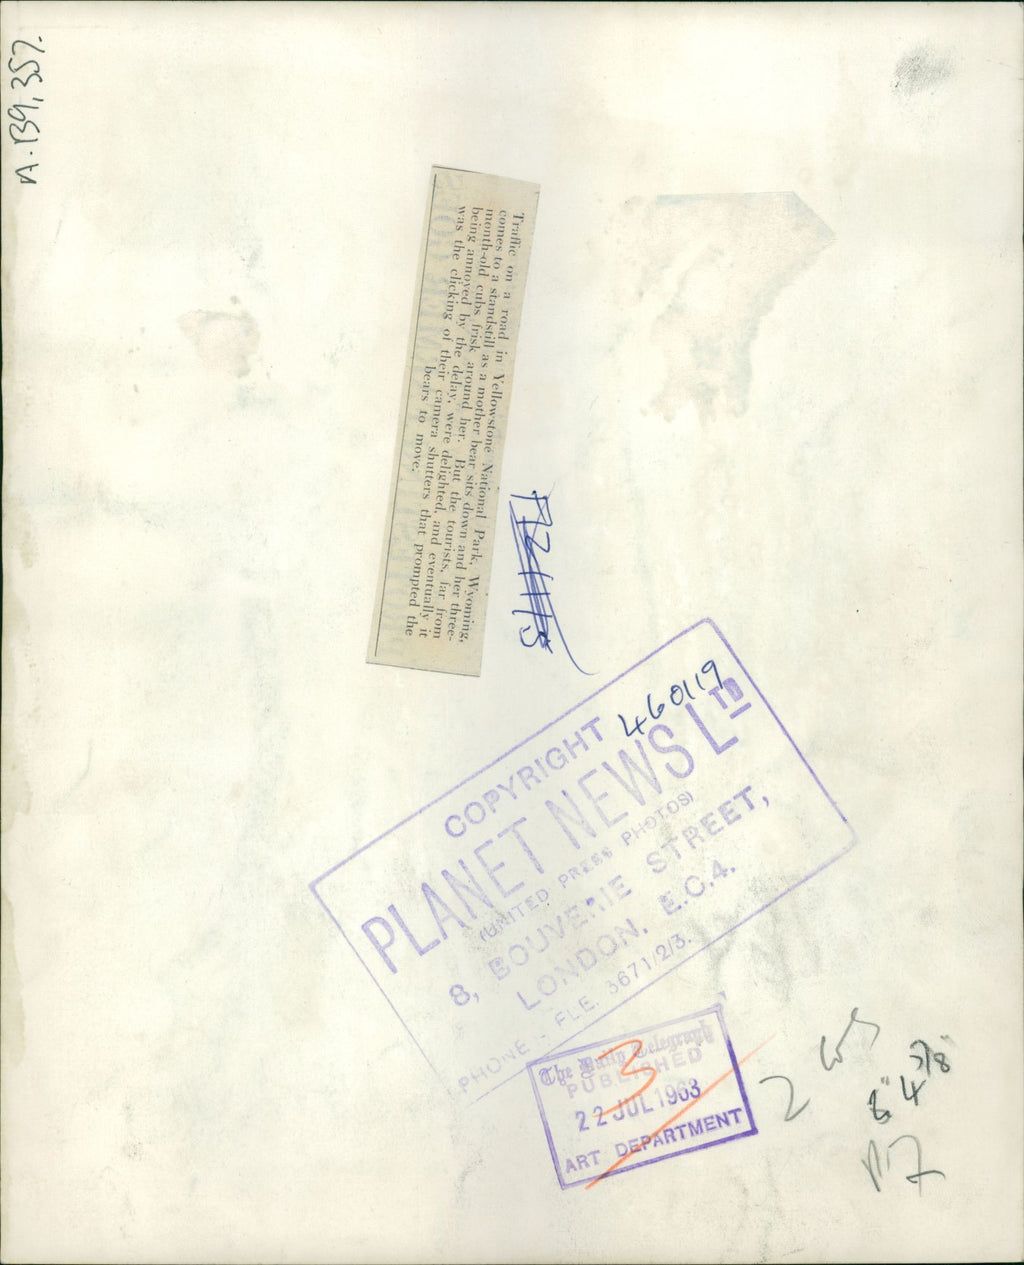 A.139,357.
Traffic on a road in Yellowstone National Park, Wyoming,
comes to a standstill as a mother bear sits down and her three-
month-old cubs frisk around her. But the tourists, far from
being annoyed by the delay, were delighted, and eventually it
was the clicking of their camera shutters that prompted the
bears to move.
460119
COPYRIGHT
PLANET NEWS LTD
(UNITED PRESS PHOTOS)
8, BOUVERIE STREET,
LONDON, E.C.4.
PHONE :- FLE. 3671/2/3.
The Daily Telegraph
PUBLISHED
3
22 JUL 1963
ART DEPARTMENT
2
4 7/8"
P7